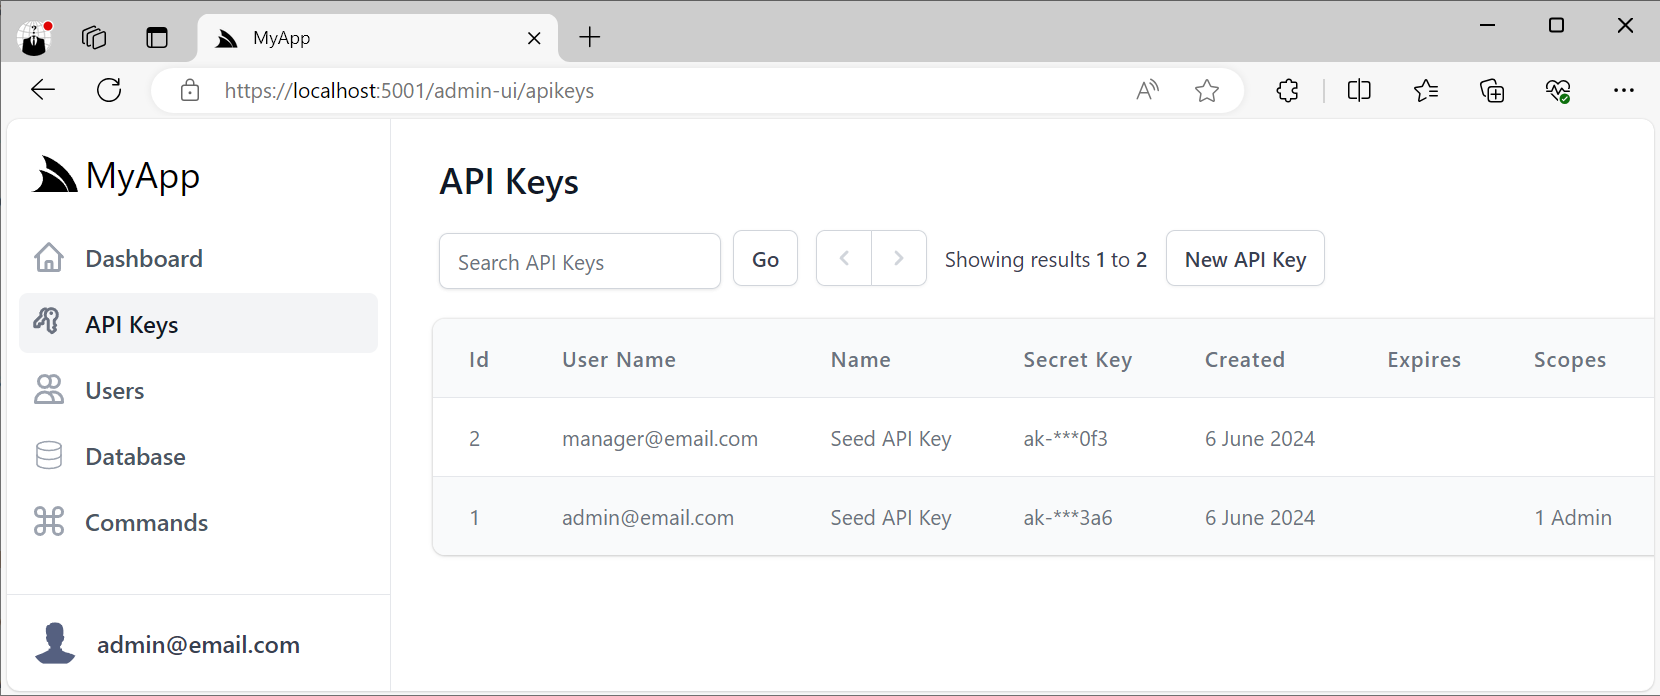 MyApp
https://localhost:5001/admin-ui/apikeys
MyApp
Dashboard
API Keys
Users
Database
Commands
admin@email.com
API Keys
Search API Keys Go Showing results 1 to 2 New API Key
Id User Name Name Secret Key Created Expires Scopes
2 manager@email.com Seed API Key ak-***0f3 6 June 2024
1 admin@email.com Seed API Key ak-***3a6 6 June 2024 1 Admin